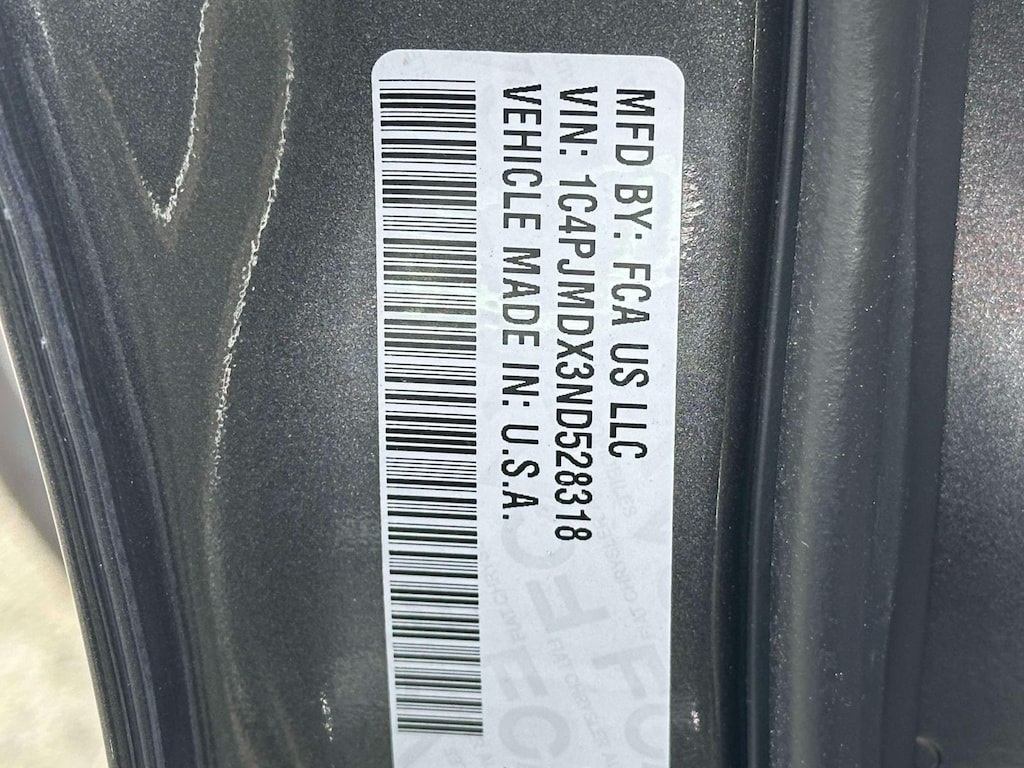 MFD BY: FCA US LLC
VIN: 1C4PJMDX3ND528318
VEHICLE MADE IN: U.S.A.